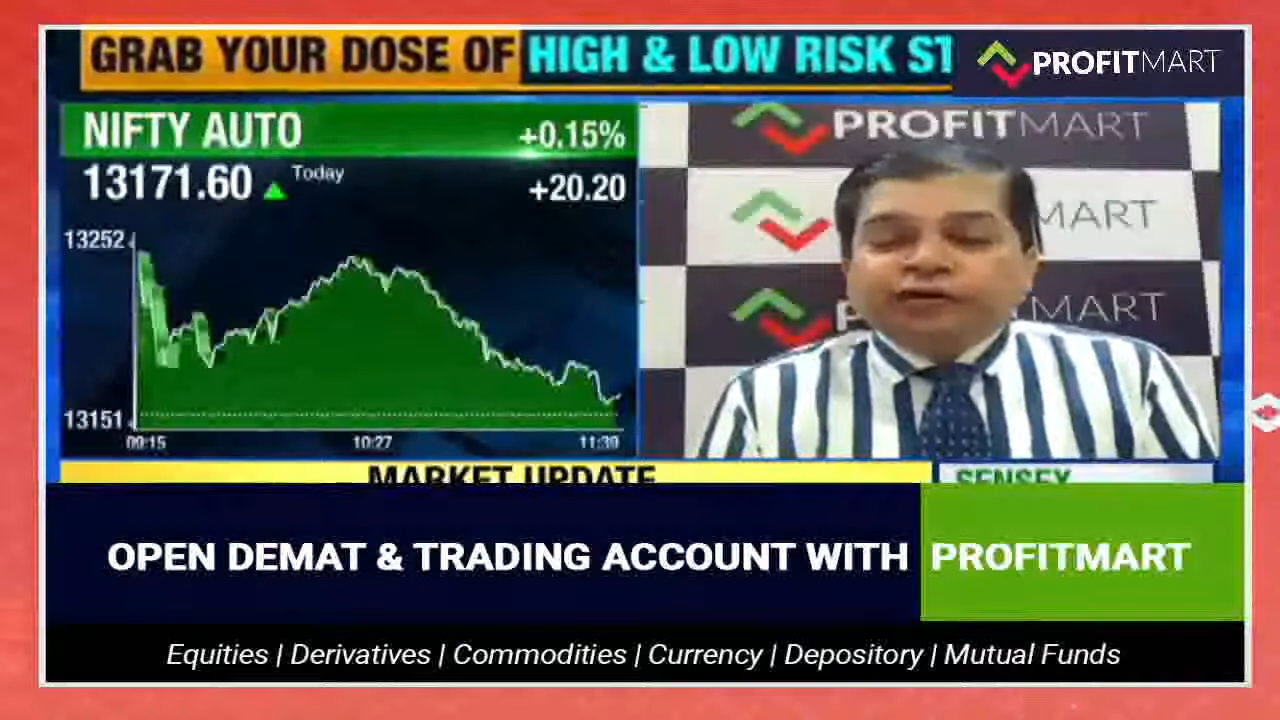 GRAB YOUR DOSE OF HIGH & LOW RISK ST
PROFITMART
NIFTY AUTO +0.15%
13171.60 Today +20.20
13252
13151
09:15 10:27 11:39
PROFITMART
MART
MART
MARKET UPDATE
SENSEX
OPEN DEMAT & TRADING ACCOUNT WITH PROFITMART
Equities | Derivatives | Commodities | Currency | Depository | Mutual Funds